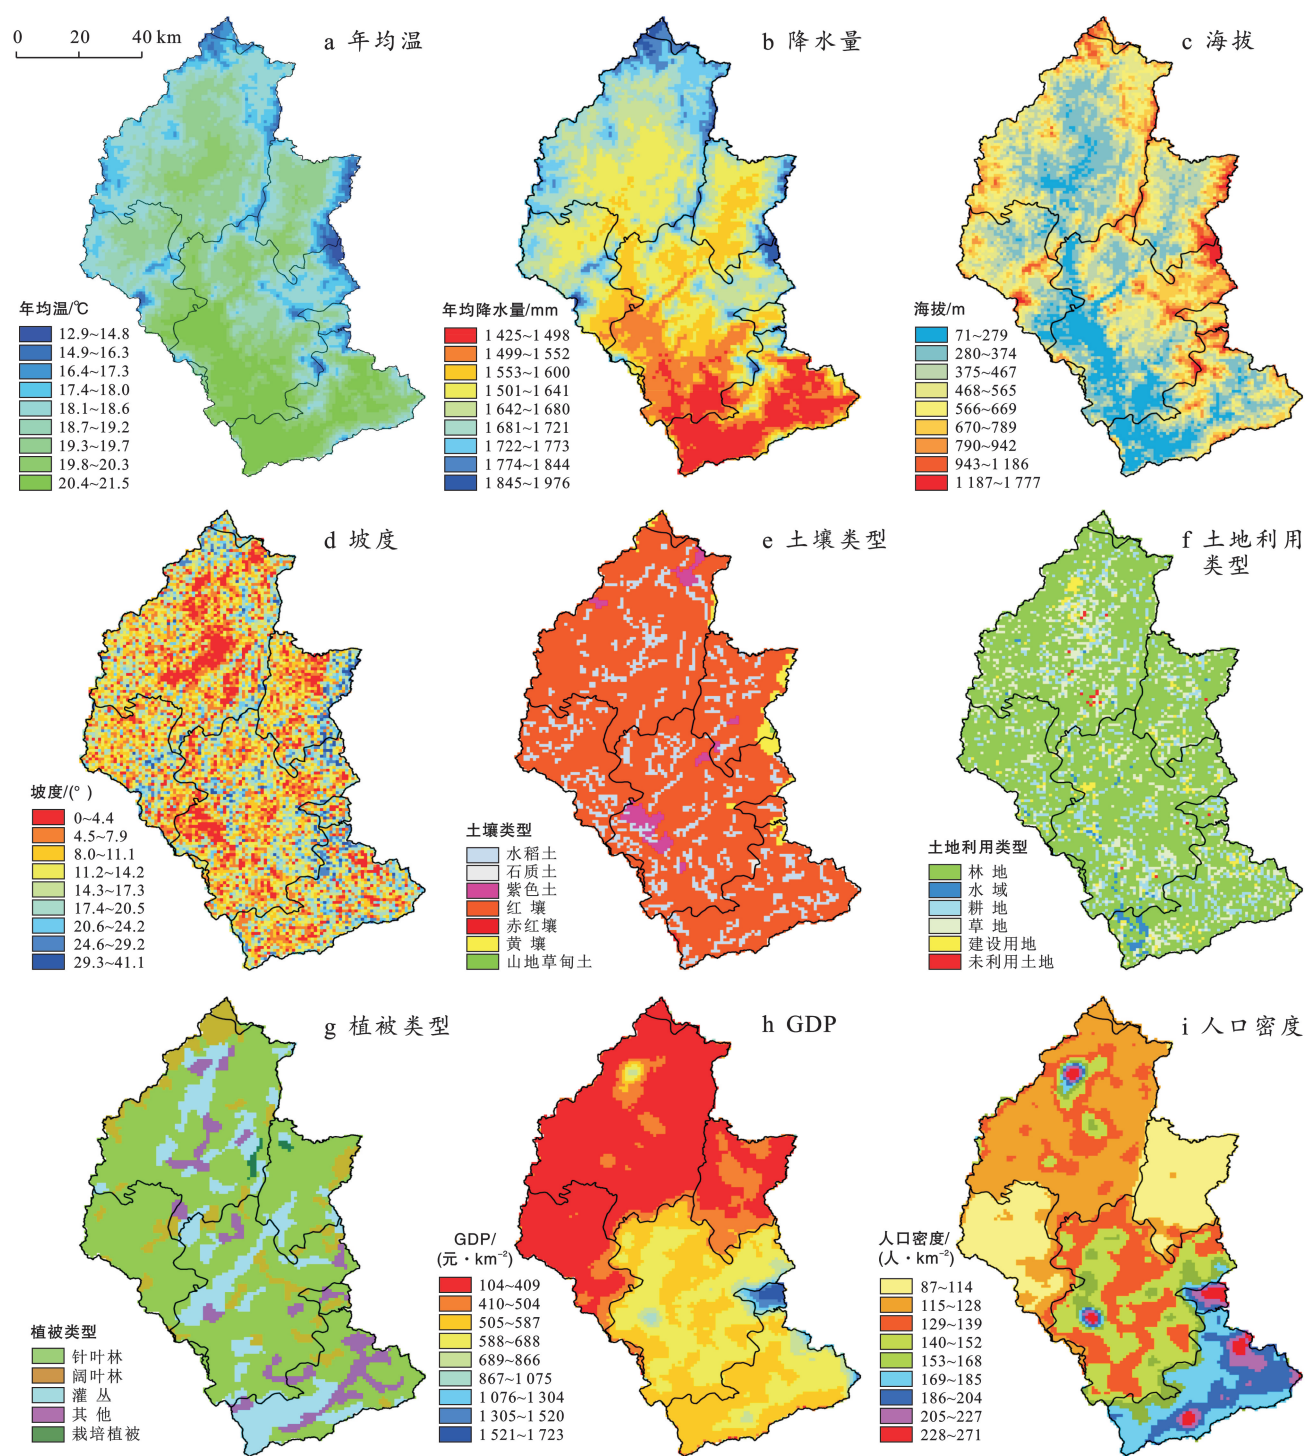 0 20 40 km
a 年均温
年均温/℃
12.9~14.8
14.9~16.3
16.4~17.3
17.4~18.0
18.1~18.6
18.7~19.2
19.3~19.7
19.8~20.3
20.4~21.5
b 降水量
年均降水量/mm
1 425~1 498
1 499~1 552
1 553~1 600
1 501~1 641
1 642~1 680
1 681~1 721
1 722~1 773
1 774~1 844
1 845~1 976
c 海拔
海拔/m
71~279
280~374
375~467
468~565
566~669
670~789
790~942
943~1 186
1 187~1 777
d 坡度
坡度/(°)
0~4.4
4.5~7.9
8.0~11.1
11.2~14.2
14.3~17.3
17.4~20.5
20.6~24.2
24.6~29.2
29.3~41.1
e 土壤类型
土壤类型
水稻土
石质土
紫色土
红 壤
赤红壤
黄 壤
山地草甸土
f 土地利用
类型
土地利用类型
林 地
水 域
耕 地
草 地
建设用地
未利用土地
g 植被类型
植被类型
针叶林
阔叶林
灌 丛
其 他
栽培植被
h GDP
GDP/
(元·km⁻²)
104~409
410~504
505~587
588~688
689~866
867~1 075
1 076~1 304
1 305~1 520
1 521~1 723
i 人口密度
人口密度/
(人·km⁻²)
87~114
115~128
129~139
140~152
153~168
169~185
186~204
205~227
228~271